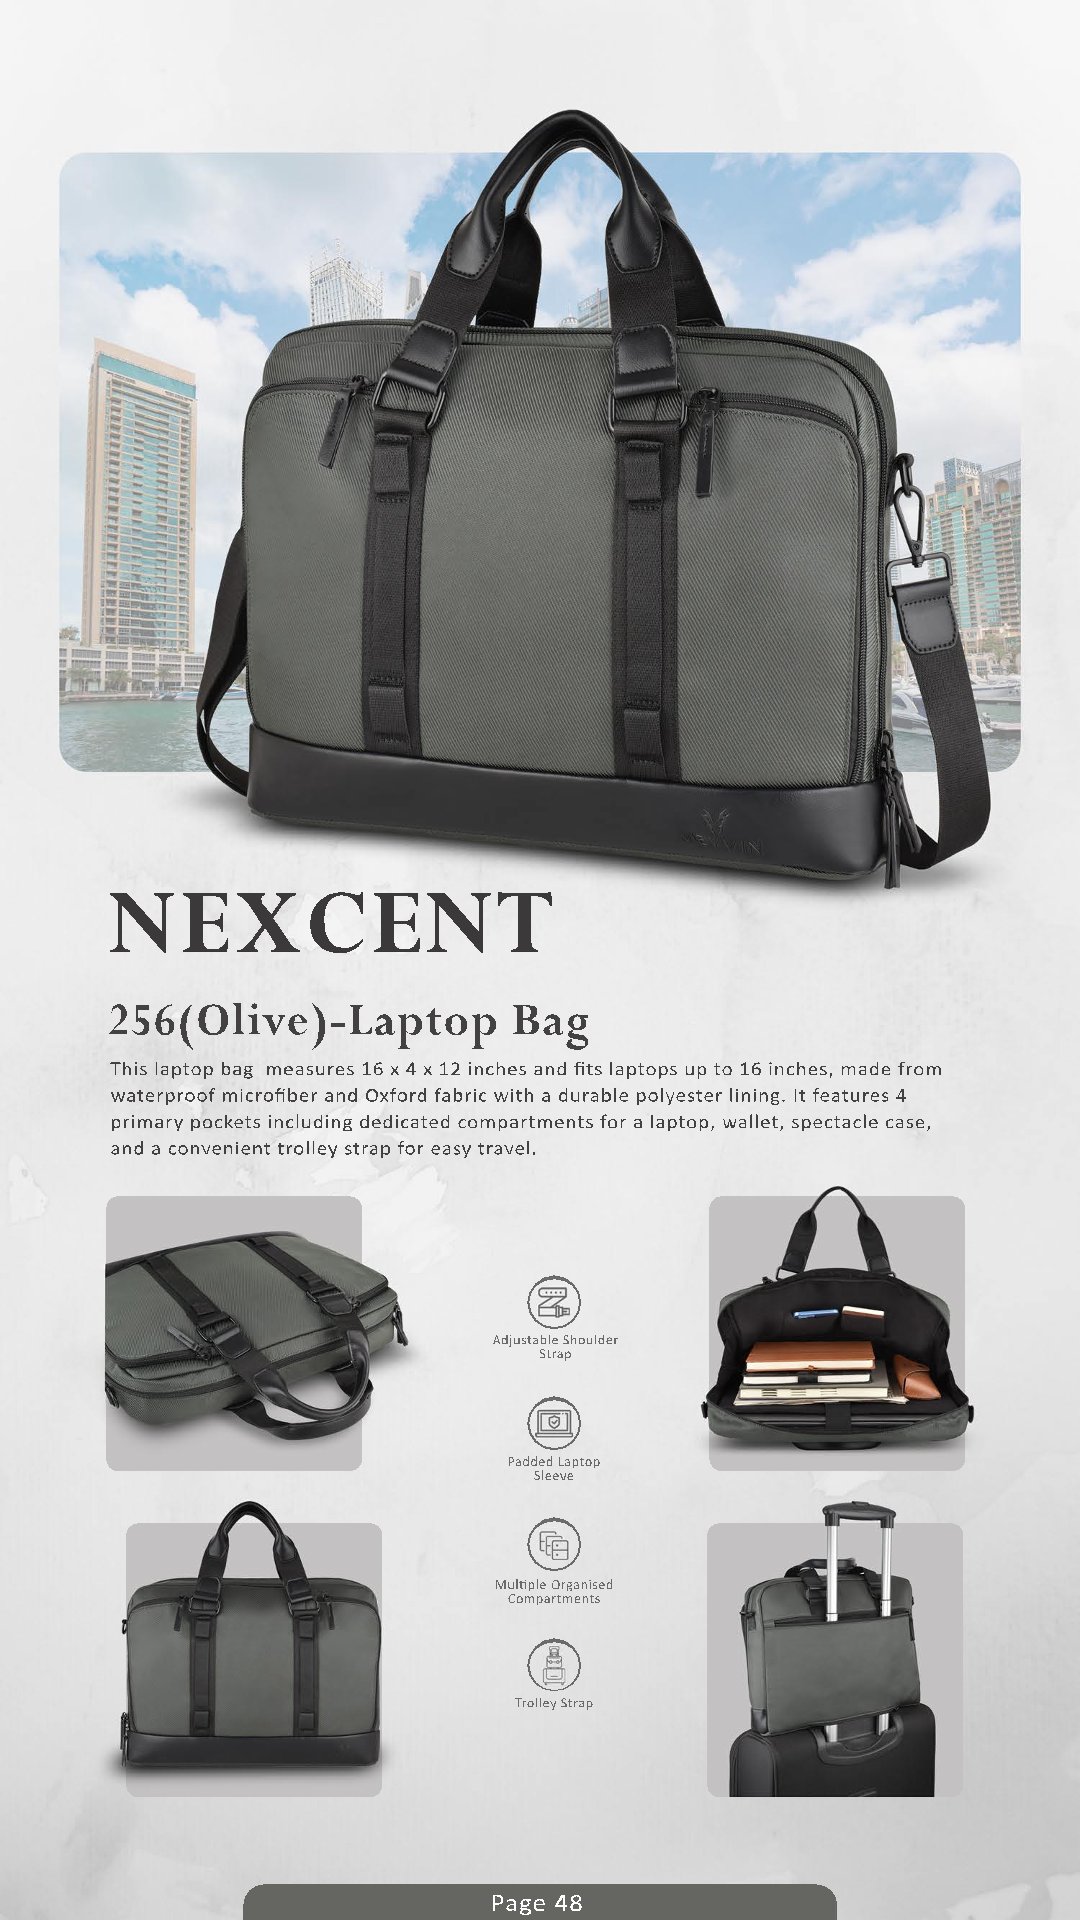 NEXCENT
256(Olive)-Laptop Bag
This laptop bag  measures 16 x 4 x 12 inches and fits laptops up to 16 inches, made from
waterproof microfiber and Oxford fabric with a durable polyester lining. It features 4
primary pockets including dedicated compartments for a laptop, wallet, spectacle case,
and a convenient trolley strap for easy travel.
Adjustable Shoulder
Strap
Padded Laptop
Sleeve
Multiple Organised
Compartments
Trolley Strap
Page 48